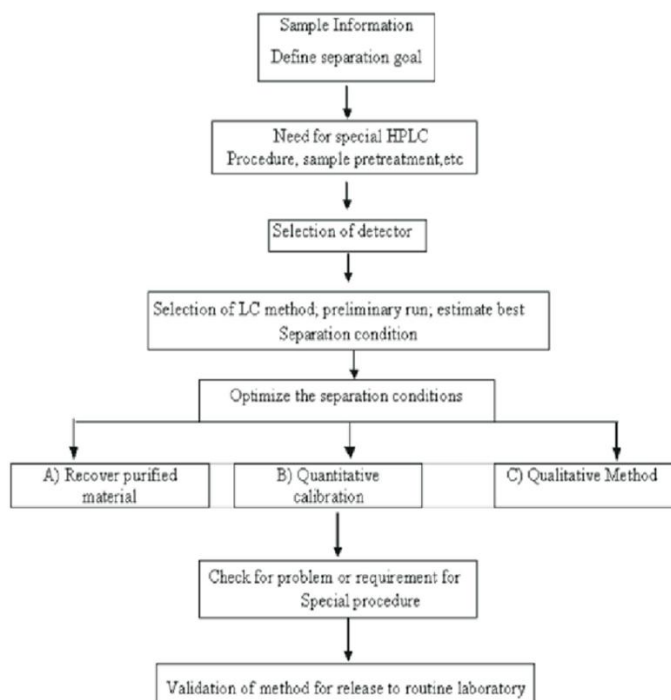 Sample Information
Define separation goal
Need for special HPLC
Procedure, sample pretreatment,etc
Selection of detector
Selection of LC method; preliminary run; estimate best
Separation condition
Optimize the separation conditions
A) Recover purified
material
B) Quantitative
calibration
C) Qualitative Method
Check for problem or requirement for
Special procedure
Validation of method for release to routine laboratory